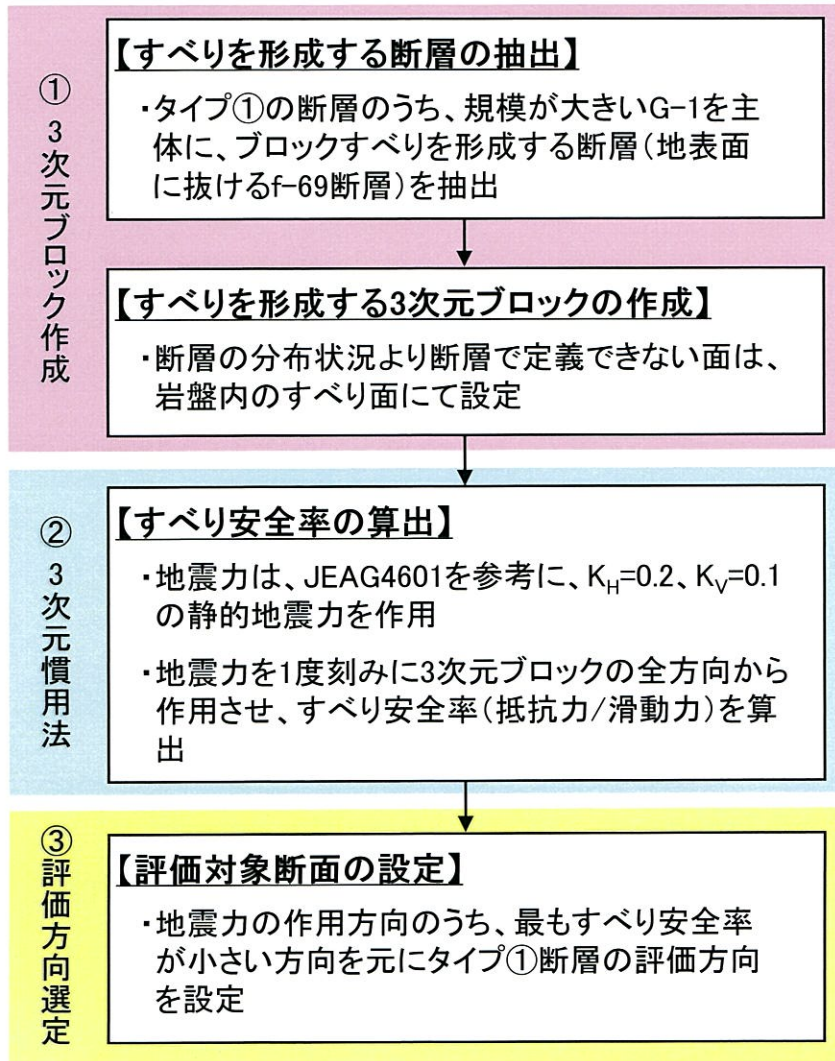 ①3次元ブロック作成
【すべりを形成する断層の抽出】
・タイプ①の断層のうち、規模が大きいG-1を主
体に、ブロックすべりを形成する断層(地表面
に抜けるf-69断層)を抽出
【すべりを形成する3次元ブロックの作成】
・断層の分布状況より断層で定義できない面は、
岩盤内のすべり面にて設定
②3次元慣用法
【すべり安全率の算出】
・地震力は、JEAG4601を参考に、KH=0.2、KV=0.1
の静的地震力を作用
・地震力を1度刻みに3次元ブロックの全方向から
作用させ、すべり安全率(抵抗力/滑動力)を算
出
③評価方向選定
【評価対象断面の設定】
・地震力の作用方向のうち、最もすべり安全率
が小さい方向を元にタイプ①断層の評価方向
を設定